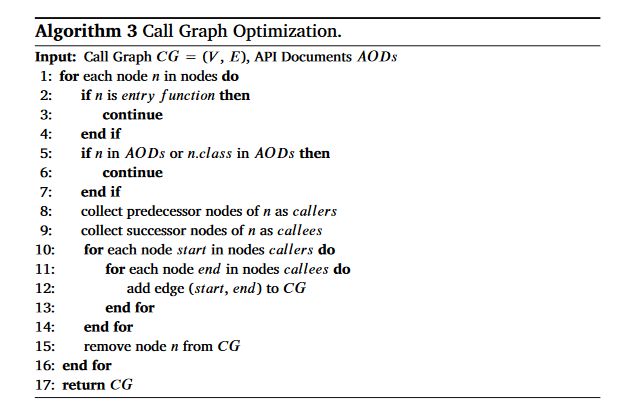 Algorithm 3 Call Graph Optimization.
Input: Call Graph CG = (V, E), API Documents AODs
1: for each node n in nodes do
2: if n is entry function then
3: continue
4: end if
5: if n in AODs or n.class in AODs then
6: continue
7: end if
8: collect predecessor nodes of n as callers
9: collect successor nodes of n as callees
10: for each node start in nodes callers do
11: for each node end in nodes callees do
12: add edge (start, end) to CG
13: end for
14: end for
15: remove node n from CG
16: end for
17: return CG